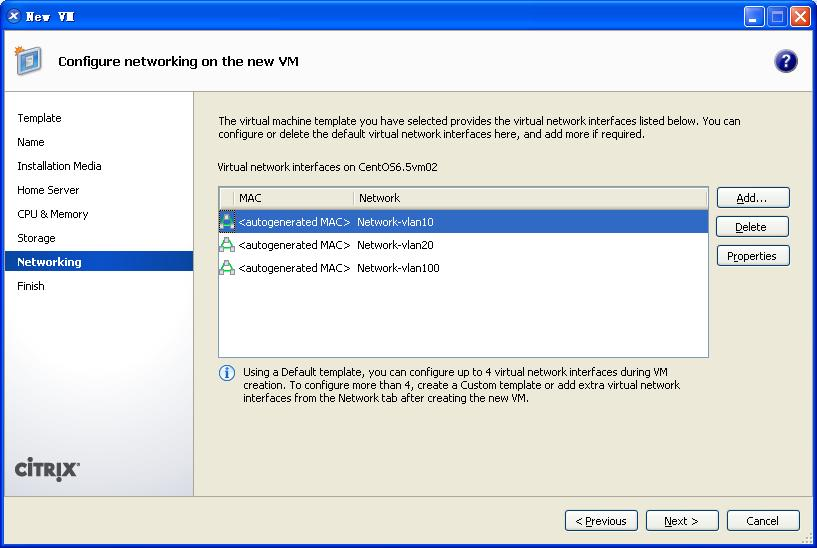 New VM
Configure networking on the new VM
?
Template
Name
Installation Media
Home Server
CPU & Memory
Storage
Networking
Finish
CITRIX
The virtual machine template you have selected provides the virtual network interfaces listed below. You can
configure or delete the default virtual network interfaces here, and add more if required.
Virtual network interfaces on CentOS6.5vm02
MAC Network
<autogenerated MAC> Network-vlan10
<autogenerated MAC> Network-vlan20
<autogenerated MAC> Network-vlan100
Add...
Delete
Properties
Using a Default template, you can configure up to 4 virtual network interfaces during VM
creation. To configure more than 4, create a Custom template or add extra virtual network
interfaces from the Network tab after creating the new VM.
< Previous
Next >
Cancel